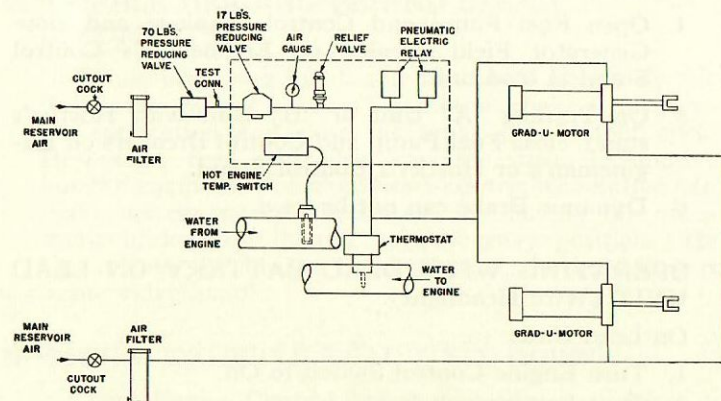 70 LBS.
PRESSURE
REDUCING
VALVE
17 LBS.
PRESSURE
REDUCING
VALVE
AIR
GAUGE
RELIEF
VALVE
PNEUMATIC
ELECTRIC
RELAY
CUTOUT
COCK
TEST
CONN.
MAIN
RESERVOIR
AIR
AIR
FILTER
GRAD-U-MOTOR
HOT ENGINE
TEMP. SWITCH
WATER
FROM
ENGINE
THERMOSTAT
WATER
TO
ENGINE
MAIN
RESERVOIR
AIR
AIR
FILTER
CUTOUT
COCK
GRAD-U-MOTOR